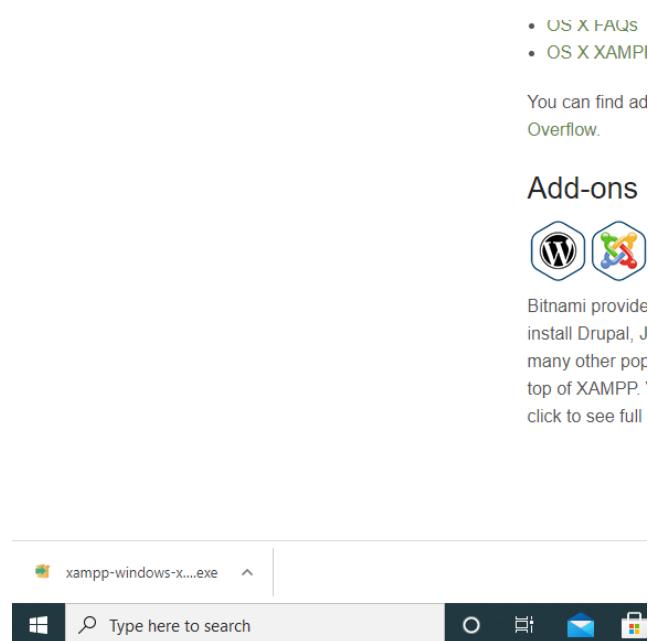 OS X FAQs
OS X XAMPP
You can find ad
Overflow.
Add-ons
Bitnami provide
install Drupal, J
many other pop
top of XAMPP.
click to see full
xampp-windows-x....exe
Type here to search